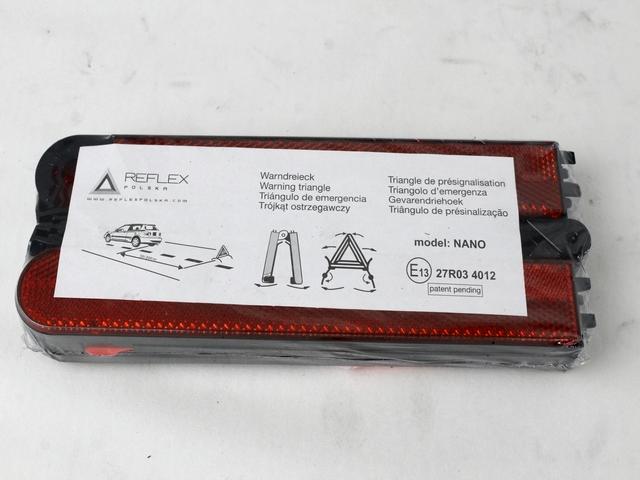 REFLEX
POLSKA
WWW.REFLEXPOLSKA.COM
Warndreieck
Warning triangle
Triángulo de emergencia
Trójkąt ostrzegawczy
Triangle de présignalisation
Triangolo d'emergenza
Gevarendriehoek
Triângulo de présinalização
model: NANO
E13 27R03 4012
patent pending